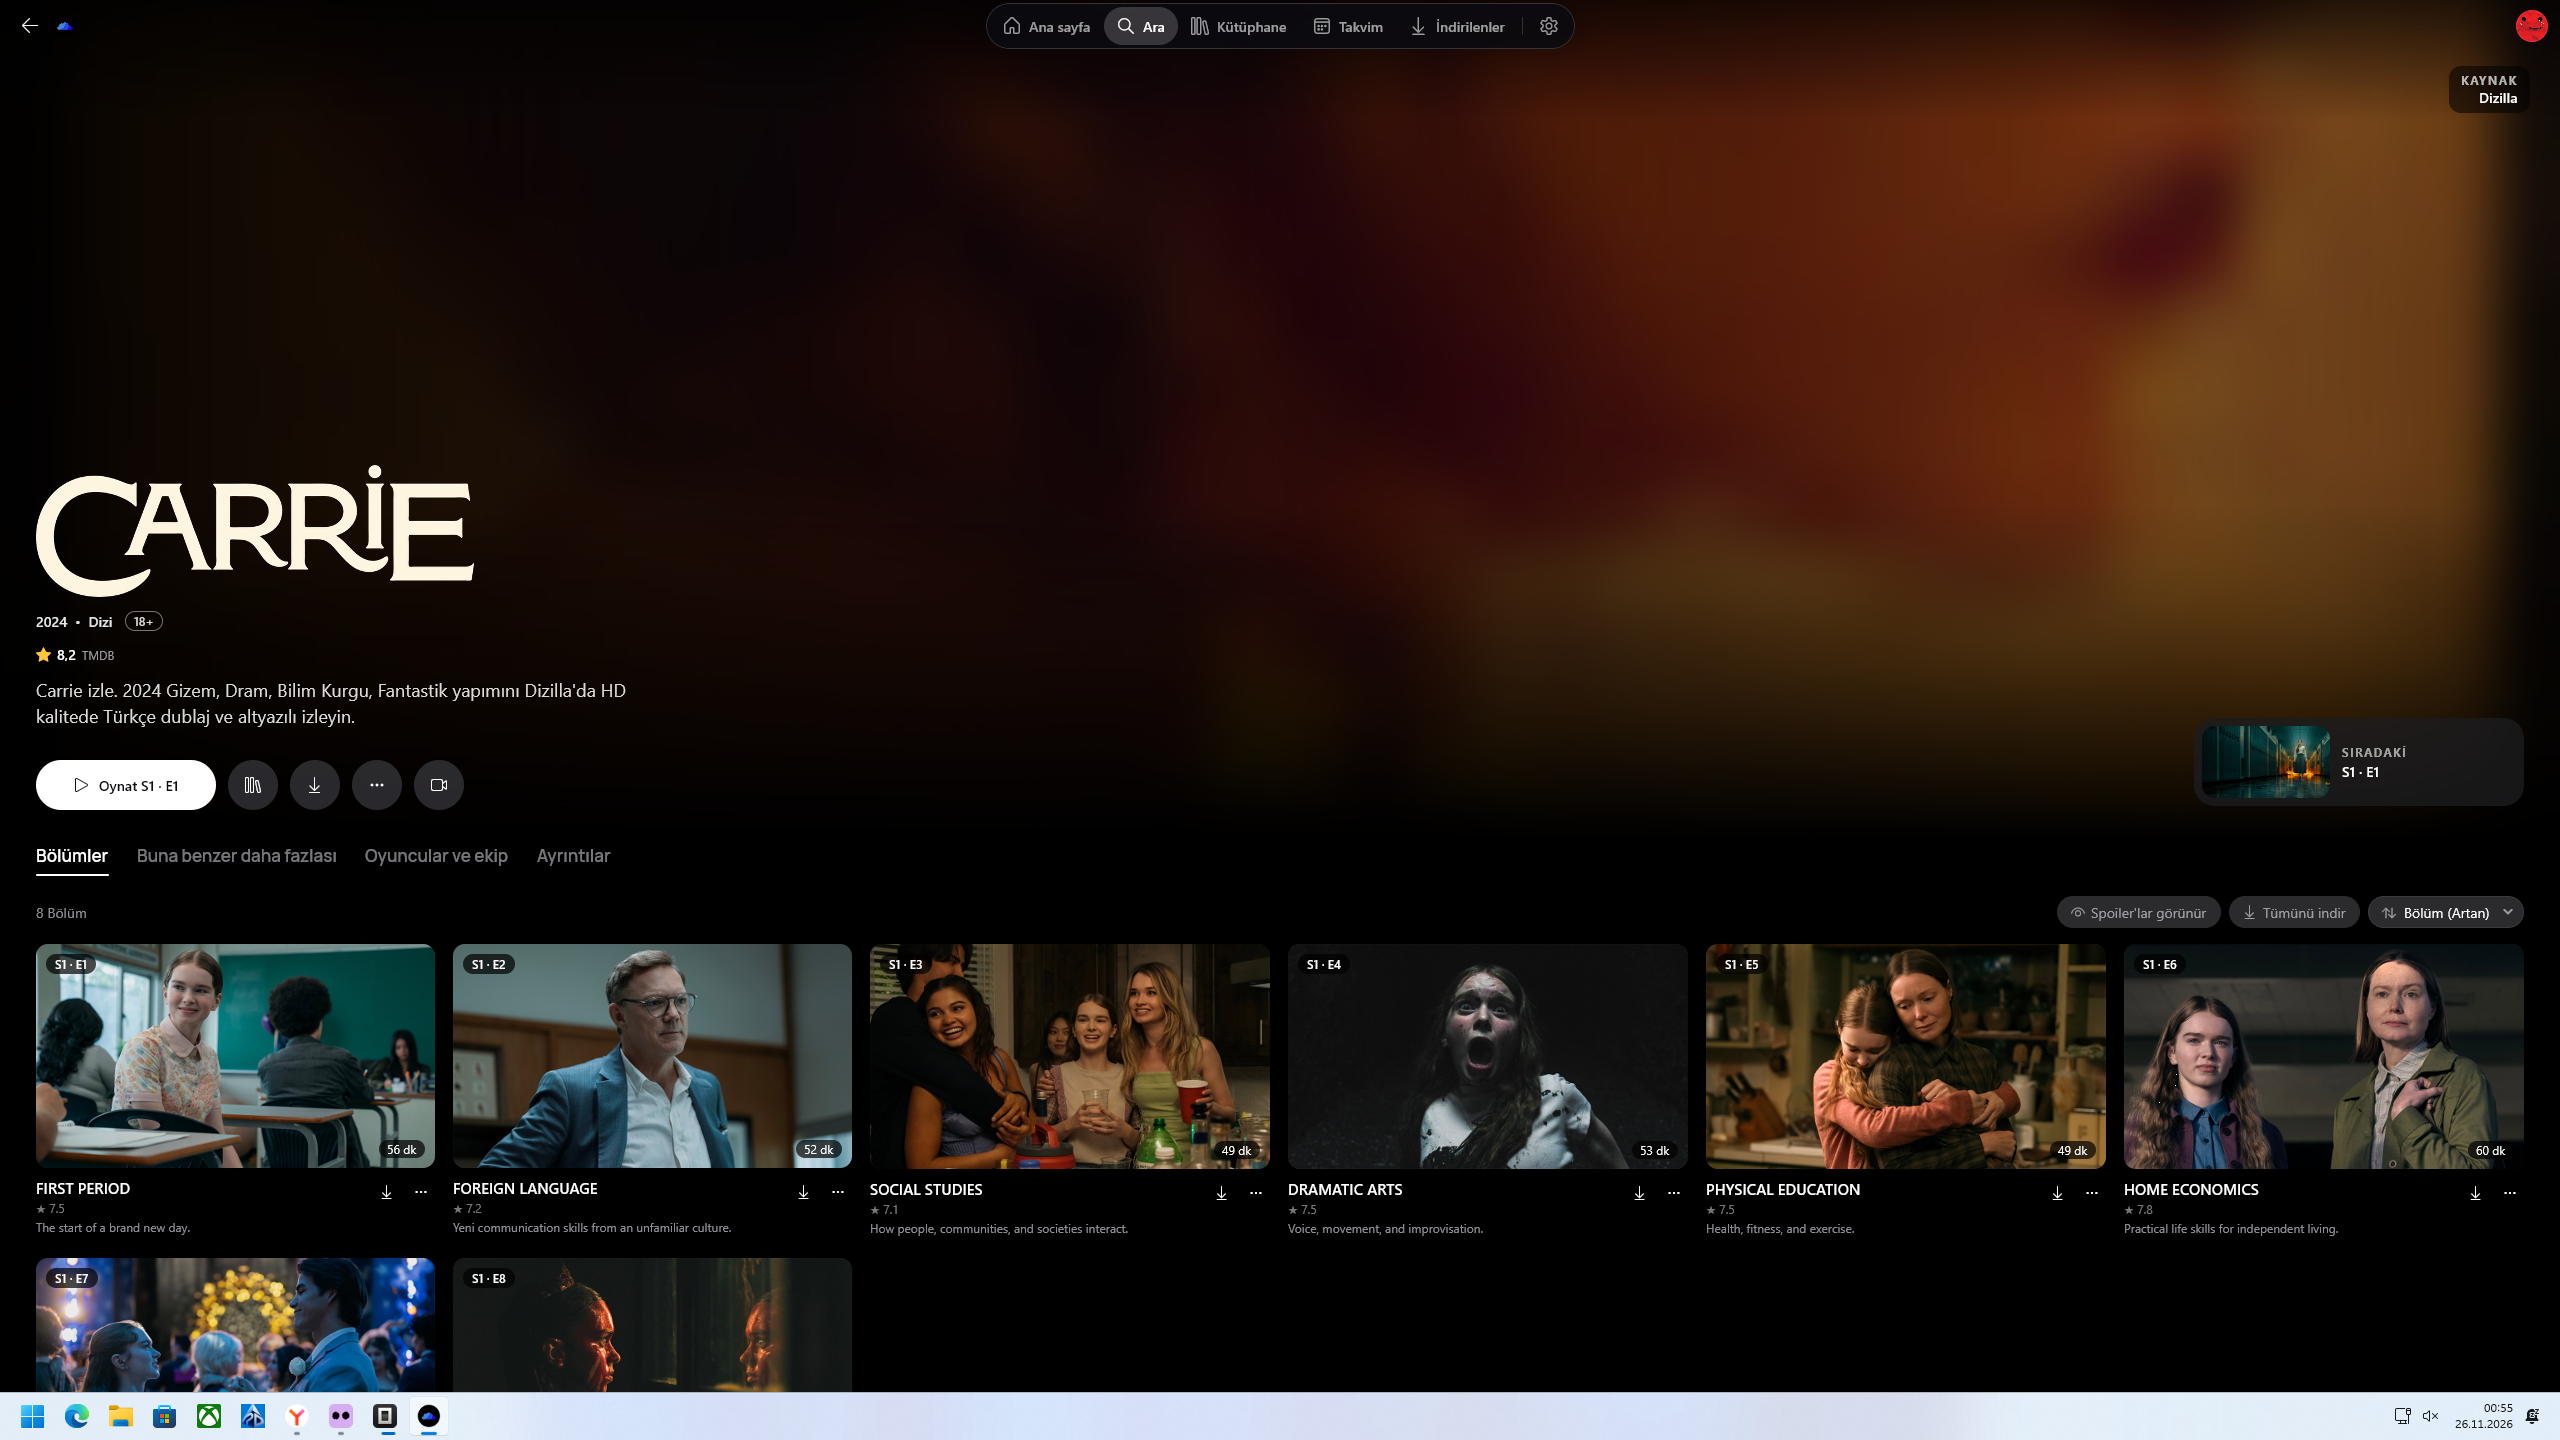 Ana sayfa
Ara
Kütüphane
Takvim
İndirilenler
KAYNAK
Dizilla
CARRIE
2024 • Dizi 18+
8,2 TMDB
Carrie izle. 2024 Gizem, Dram, Bilim Kurgu, Fantastik yapımını Dizilla'da HD
kalitede Türkçe dublaj ve altyazılı izleyin.
Oynat S1 · E1
SIRADAKİ
S1 · E1
Bölümler
Buna benzer daha fazlası
Oyuncular ve ekip
Ayrıntılar
8 Bölüm
Spoiler'lar görünür
Tümünü indir
Bölüm (Artan)
S1 · E1
56 dk
FIRST PERIOD
★ 7.5
The start of a brand new day.
S1 · E2
52 dk
FOREIGN LANGUAGE
★ 7.2
Yeni communication skills from an unfamiliar culture.
S1 · E3
49 dk
SOCIAL STUDIES
★ 7.1
How people, communities, and societies interact.
S1 · E4
53 dk
DRAMATIC ARTS
★ 7.5
Voice, movement, and improvisation.
S1 · E5
49 dk
PHYSICAL EDUCATION
★ 7.5
Health, fitness, and exercise.
S1 · E6
60 dk
HOME ECONOMICS
★ 7.8
Practical life skills for independent living.
S1 · E7
S1 · E8
00:55
26.11.2026